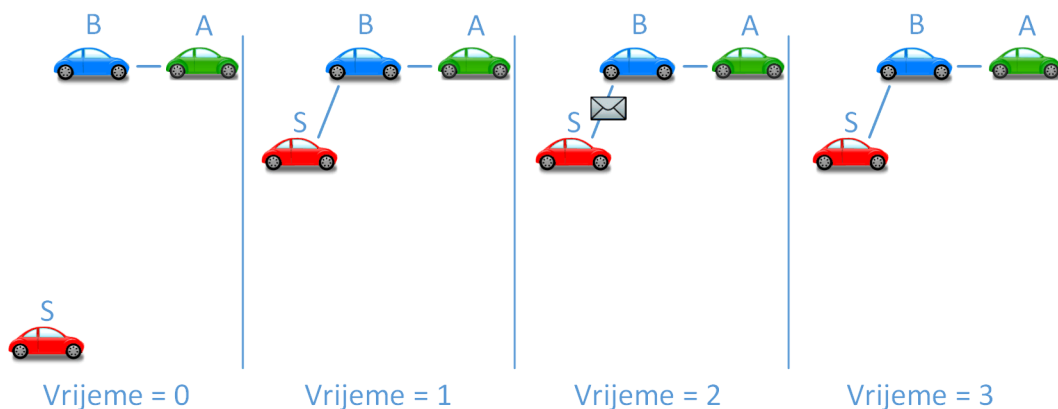 B A
S
Vrijeme = 0
B A
S
Vrijeme = 1
B A
S
Vrijeme = 2
B A
S
Vrijeme = 3